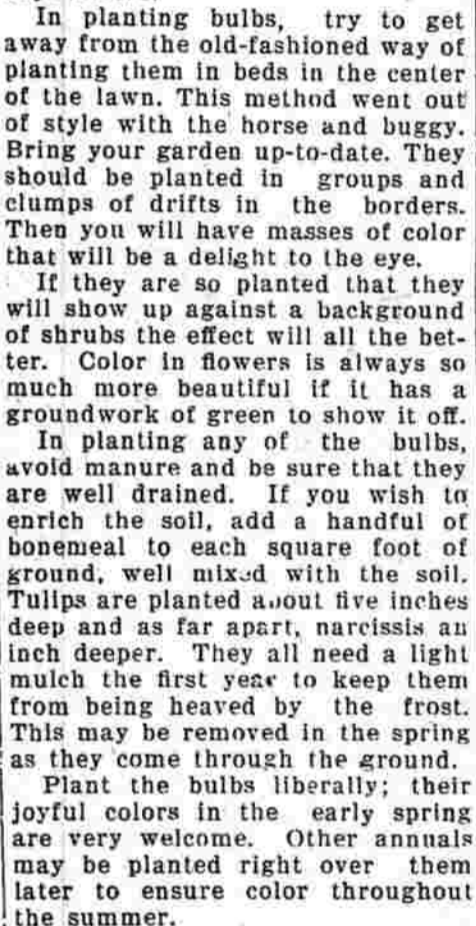 In planting bulbs, try to get
away from the old-fashioned way of
planting them in beds in the center
of the lawn. This method went out
of style with the horse and buggy.
Bring your garden up-to-date. They
should be planted in groups and
clumps of drifts in the borders.
Then you will have masses of color
that will be a delight to the eye.
If they are so planted that they
will show up against a background
of shrubs the effect will all the bet-
ter. Color in flowers is always so
much more beautiful if it has a
groundwork of green to show it off.
In planting any of the bulbs,
avoid manure and be sure that they
are well drained. If you wish to
enrich the soil, add a handful of
bonemeal to each square foot of
ground, well mixed with the soil.
Tulips are planted about five inches
deep and as far apart, narcissis an
inch deeper. They all need a light
mulch the first year to keep them
from being heaved by the frost.
This may be removed in the spring
as they come through the ground.
Plant the bulbs liberally; their
joyful colors in the early spring
are very welcome. Other annuals
may be planted right over them
later to ensure color throughout
the summer.